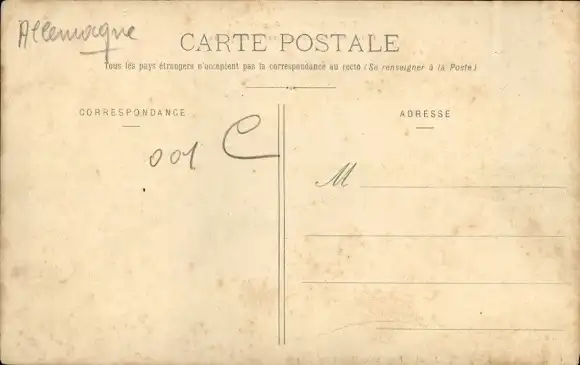 Allemagne
CARTE POSTALE
Tous les pays étrangers n'acceptent pas la correspondance au recto (Se renseigner à la Poste)
CORRESPONDANCE
ADRESSE
001 C
M